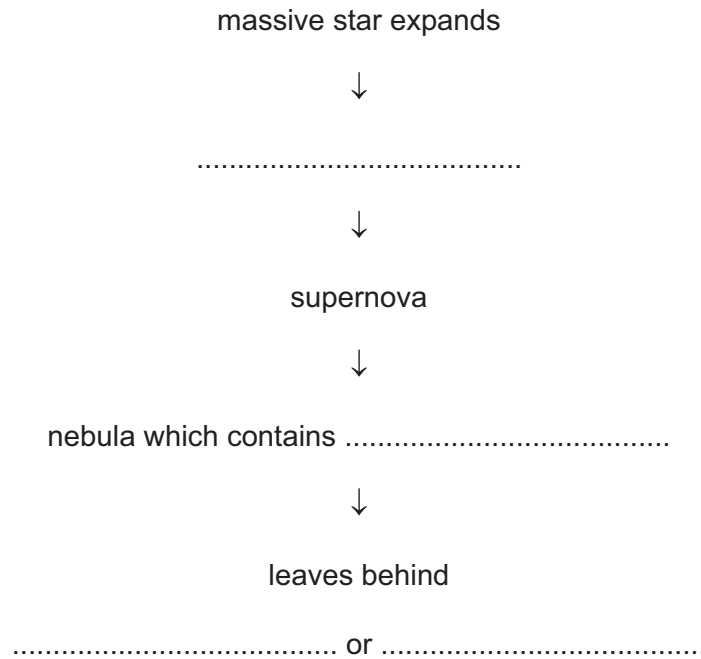 massive star expands
↓
.......................................
↓
supernova
↓
nebula which contains .......................................
↓
leaves behind
....................................... or .......................................